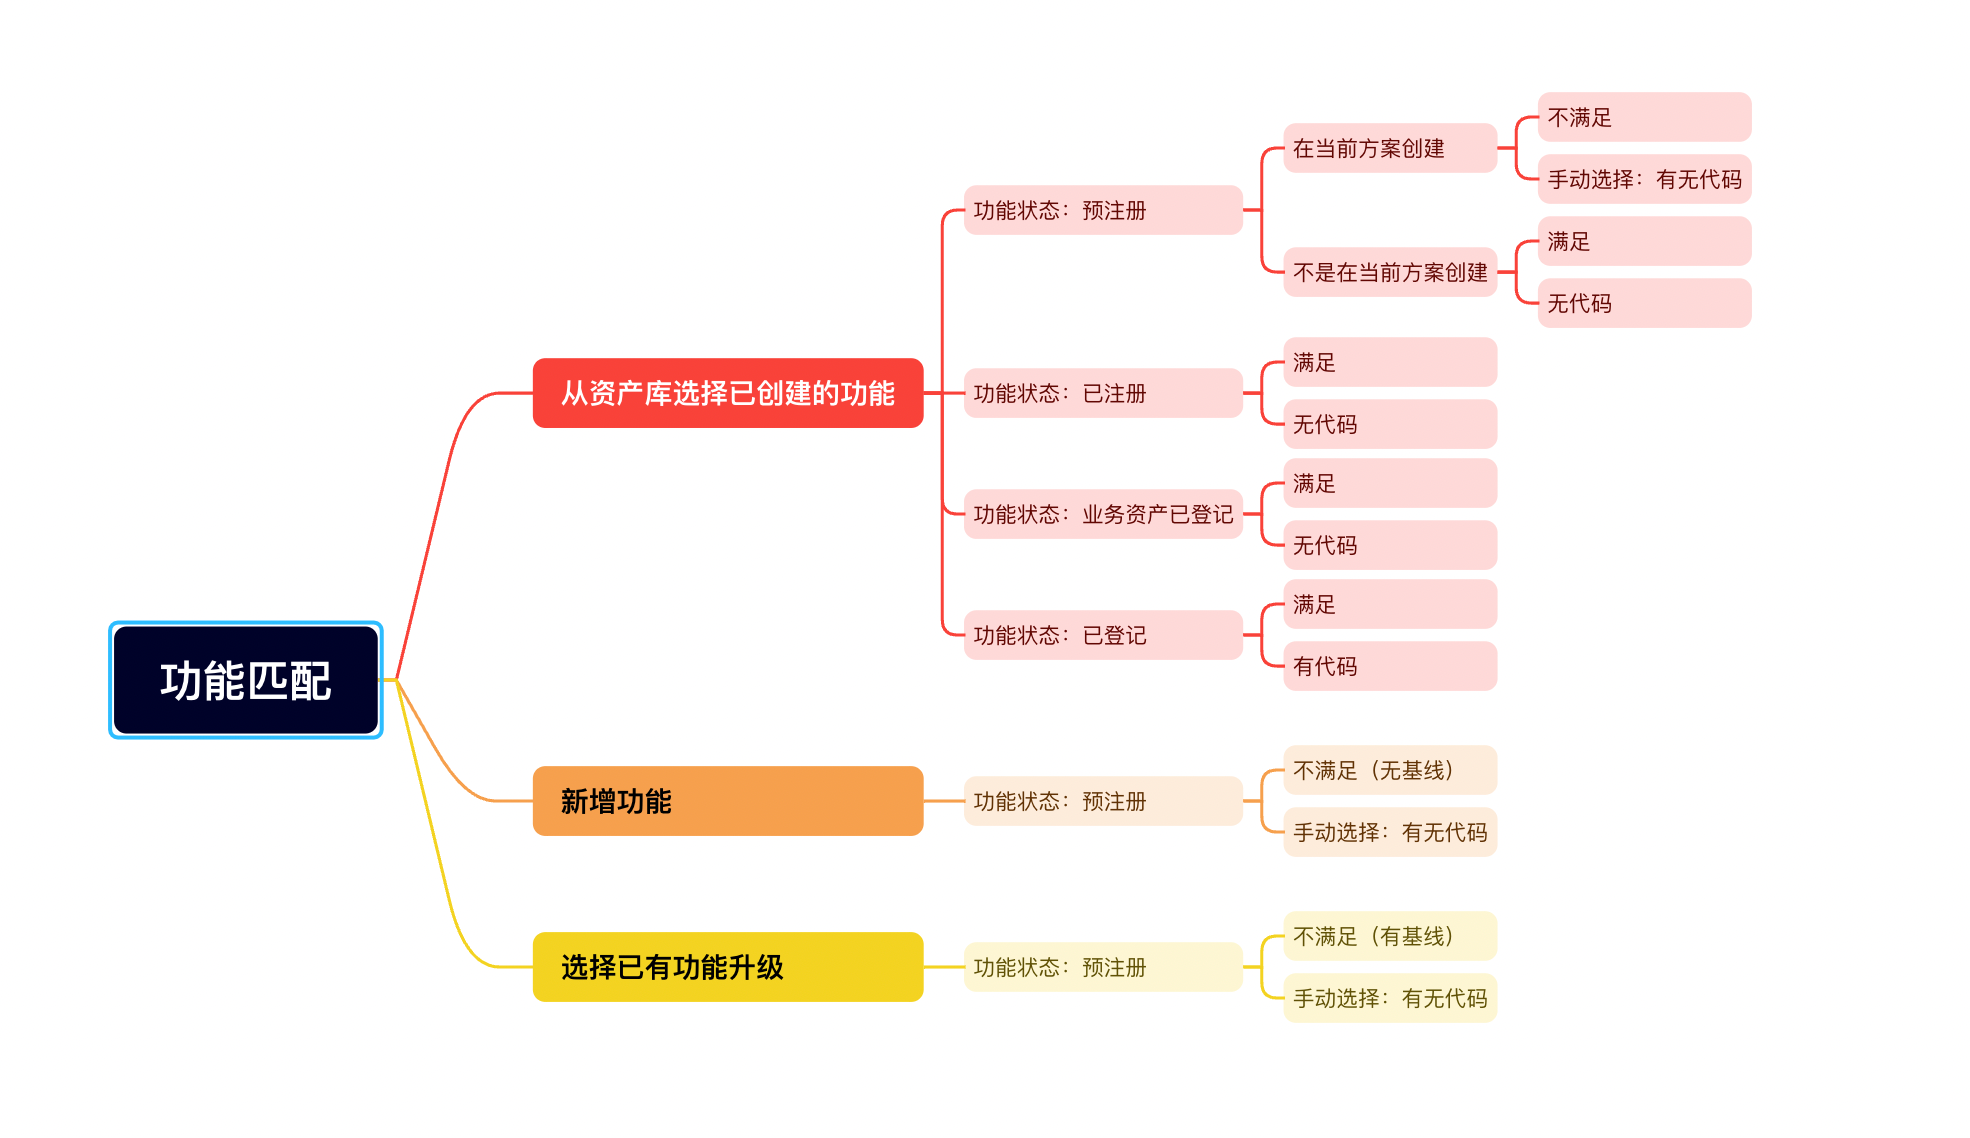 功能匹配
从资产库选择已创建的功能
功能状态：预注册
在当前方案创建
不满足
手动选择：有无代码
不是在当前方案创建
满足
无代码
功能状态：已注册
满足
无代码
功能状态：业务资产已登记
满足
无代码
功能状态：已登记
满足
有代码
新增功能
功能状态：预注册
不满足（无基线）
手动选择：有无代码
选择已有功能升级
功能状态：预注册
不满足（有基线）
手动选择：有无代码